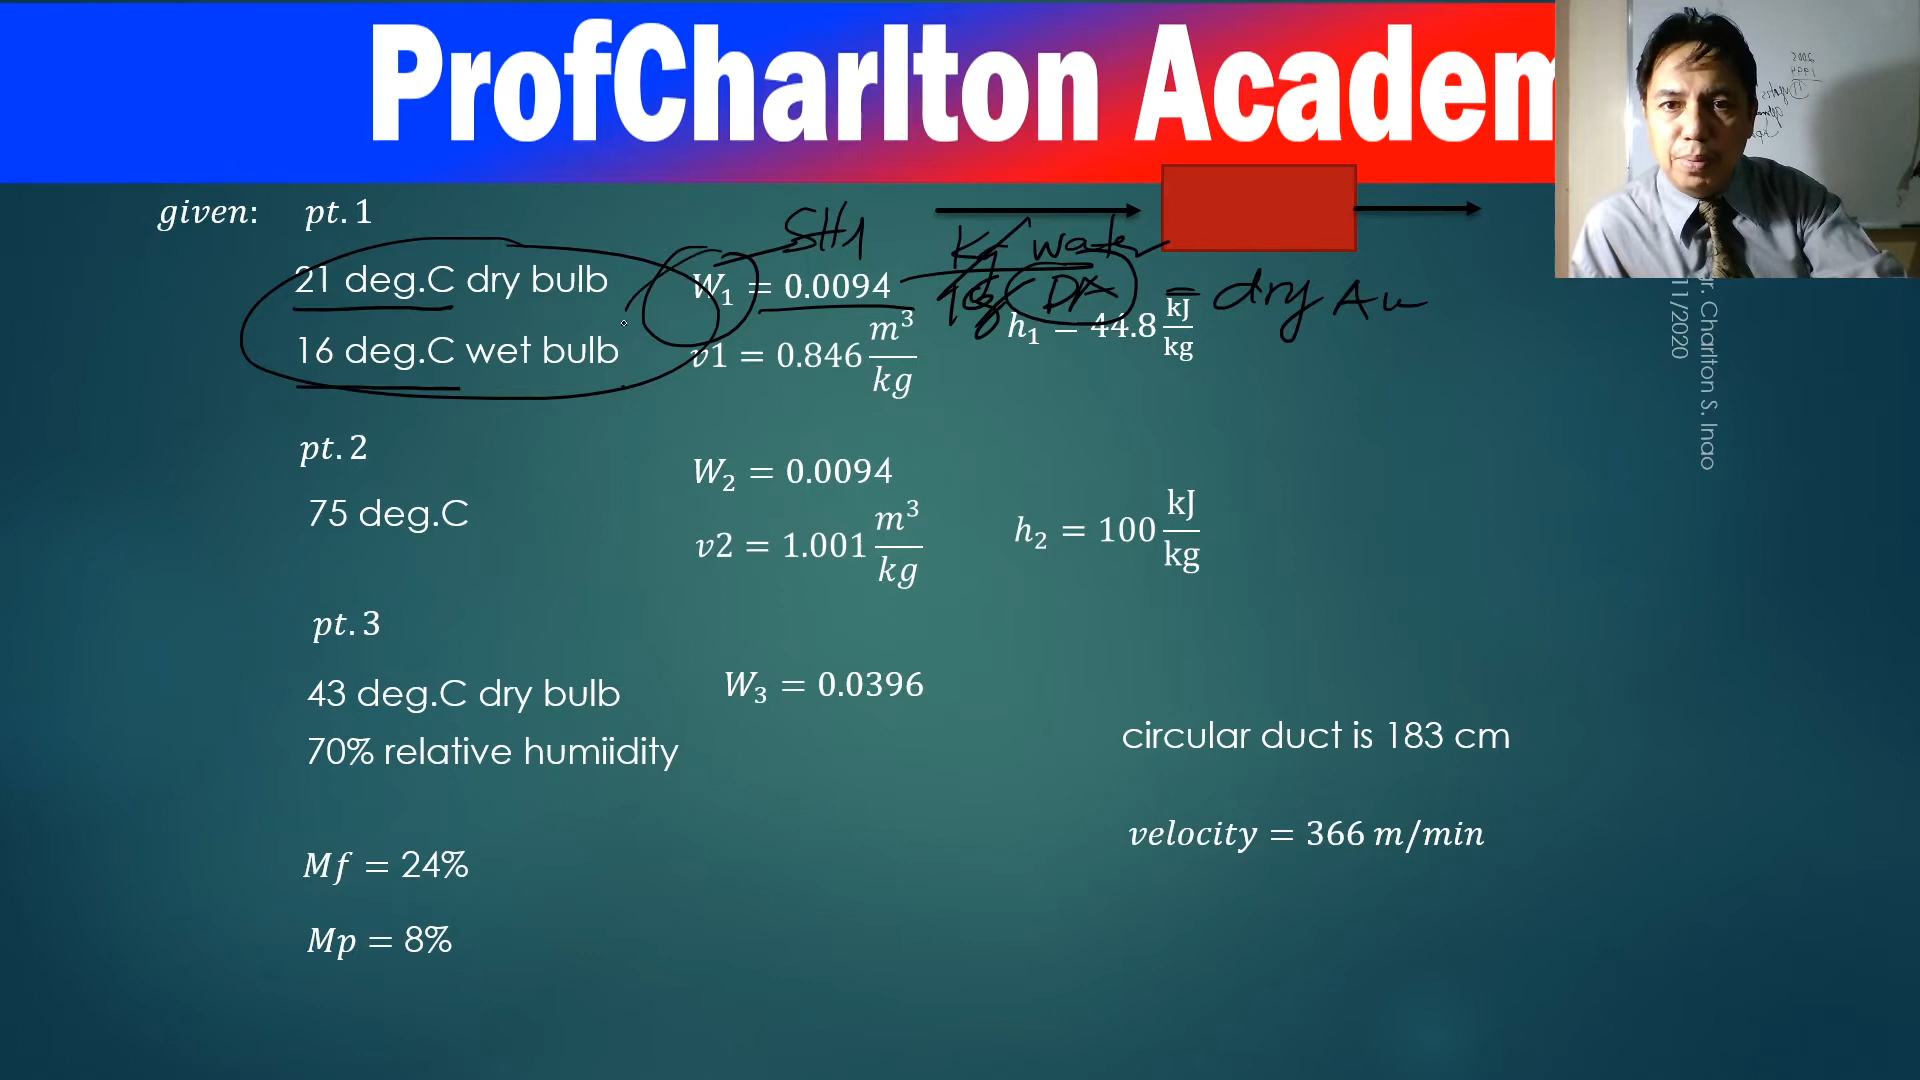 ProfCharlton Academ
given: pt. 1
SH1
Kg water
21 deg.C dry bulb
W₁ = 0.0094
kg DA = dry Air
h₁ = 44.8 kJ/kg
16 deg.C wet bulb
v1 = 0.846 m³/kg
pt. 2
W₂ = 0.0094
75 deg.C
v2 = 1.001 m³/kg
h₂ = 100 kJ/kg
pt. 3
43 deg.C dry bulb
W₃ = 0.0396
70% relative humiidity
circular duct is 183 cm
velocity = 366 m/min
Mf = 24%
Mp = 8%
r. Charlton S. Inao
11/2020
2005
1994